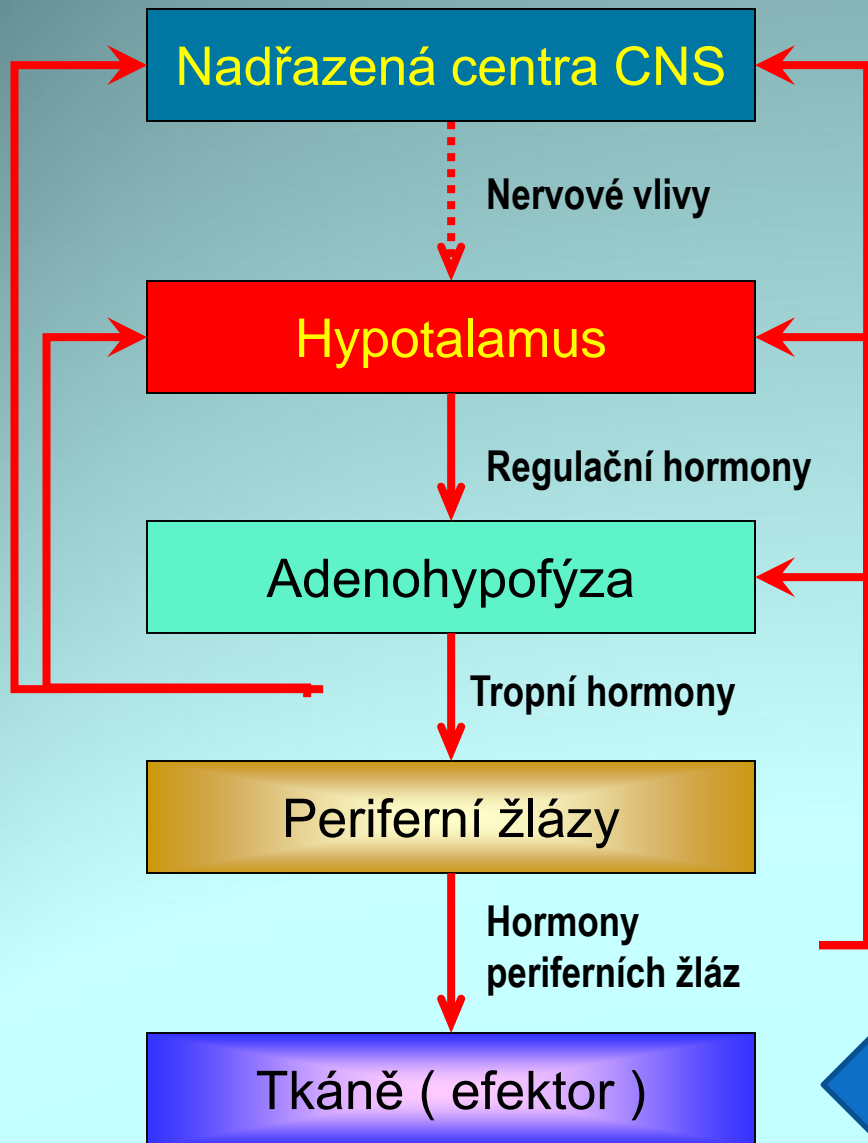 Nadřazená centra CNS
Nervové vlivy
Hypotalamus
Regulační hormony
Adenohypofýza
Tropní hormony
Periferní žlázy
Hormony
periferních žláz
Tkáně ( efektor )